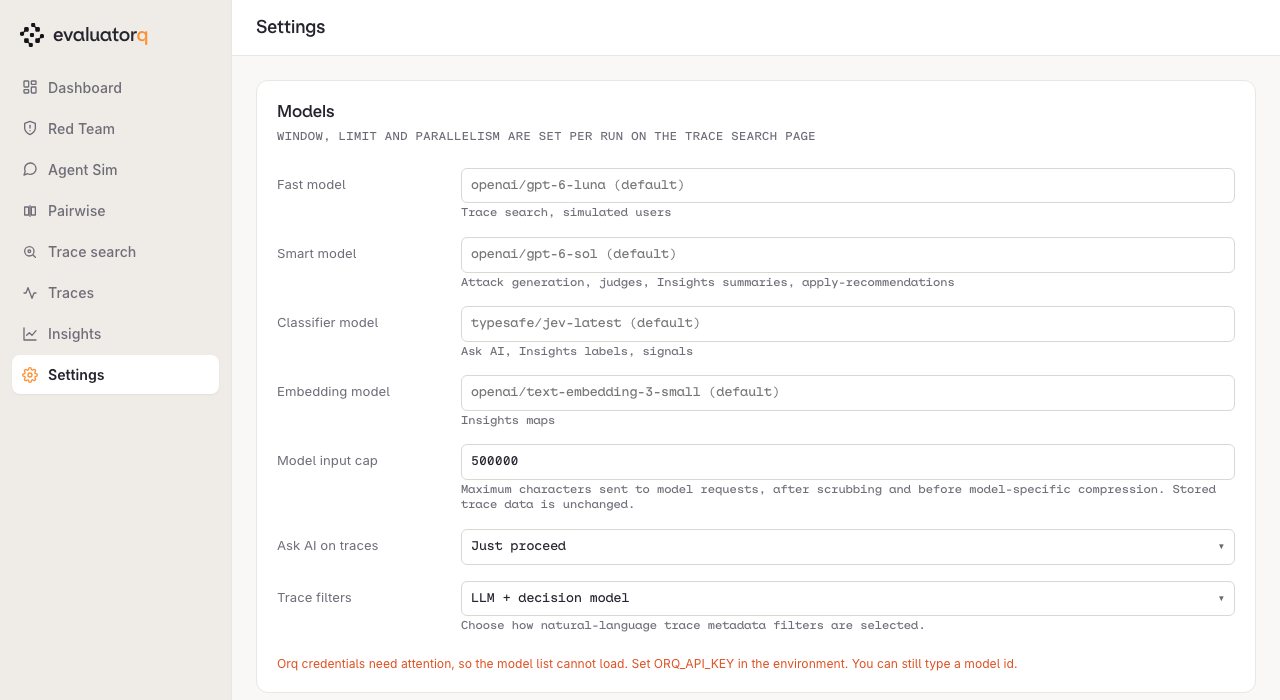 evaluatorq
Dashboard
Red Team
Agent Sim
Pairwise
Trace search
Traces
Insights
Settings
Settings
Models
WINDOW, LIMIT AND PARALLELISM ARE SET PER RUN ON THE TRACE SEARCH PAGE
Fast model
openai/gpt-6-luna (default)
Trace search, simulated users
Smart model
openai/gpt-6-sol (default)
Attack generation, judges, Insights summaries, apply-recommendations
Classifier model
typesafe/jev-latest (default)
Ask AI, Insights labels, signals
Embedding model
openai/text-embedding-3-small (default)
Insights maps
Model input cap
500000
Maximum characters sent to model requests, after scrubbing and before model-specific compression. Stored
trace data is unchanged.
Ask AI on traces
Just proceed
Trace filters
LLM + decision model
Choose how natural-language trace metadata filters are selected.
Orq credentials need attention, so the model list cannot load. Set ORQ_API_KEY in the environment. You can still type a model id.